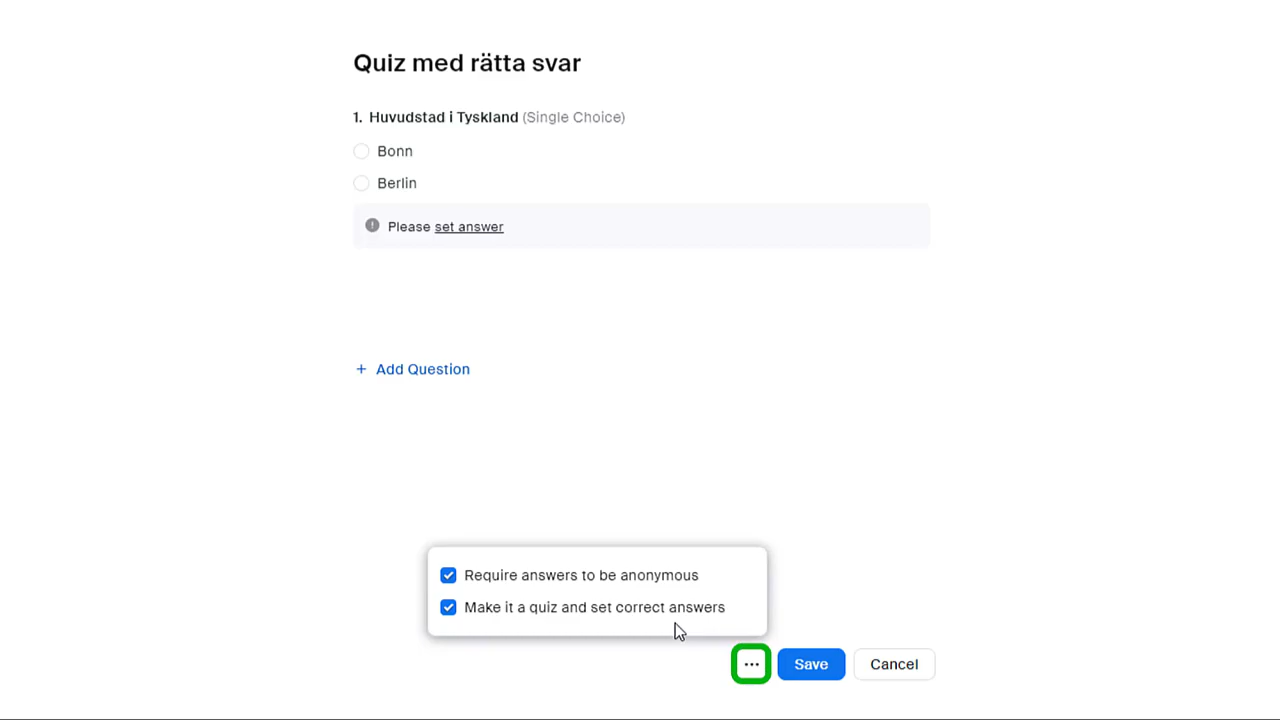 Quiz med rätta svar
1. Huvudstad i Tyskland (Single Choice)
Bonn
Berlin
Please set answer
+ Add Question
Require answers to be anonymous
Make it a quiz and set correct answers
... Save Cancel